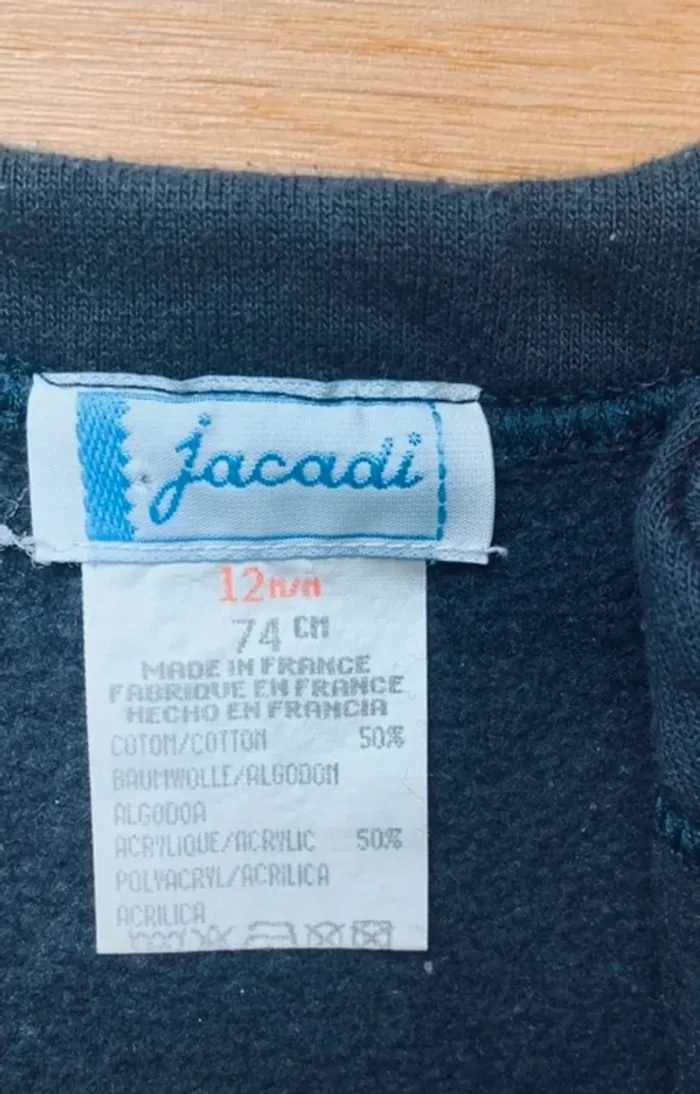 jacadi
12M/M
74 CM
MADE IN FRANCE
FABRIQUE EN FRANCE
HECHO EN FRANCIA
COTON/COTTON 50%
BAUMWOLLE/ALGODON
ALGODOA
ACRYLIQUE/ACRYLIC 50%
POLYACRYL/ACRILICA
ACRILICA